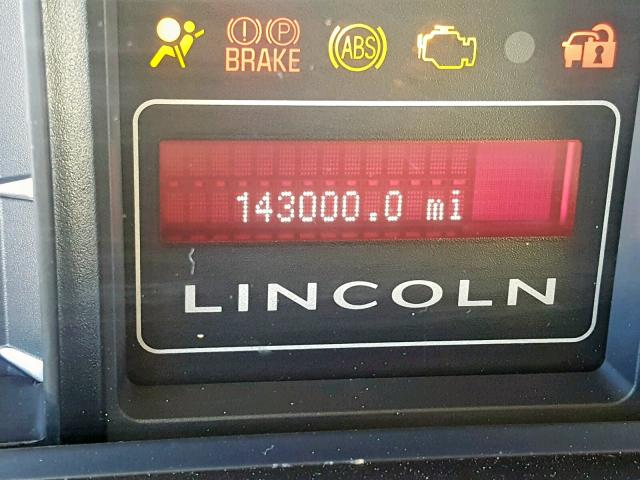 (!) (P)
BRAKE
ABS
143000.0 mi
LINCOLN